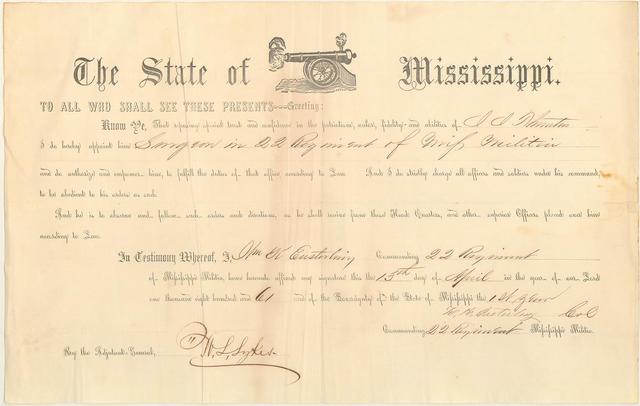 The State of Mississippi.
TO ALL WHO SHALL SEE THESE PRESENTS---Greeting:
Know Ye, That reposing special trust and confidence in the patriotism, valor, fidelity and abilities of J J
I do hereby appoint him Surgeon in 22 Regiment of Miss Militia
and do authorize and empower him, to fulfill the duties of that office according to Law. And I do strictly charge all officers and soldiers under his command,
to be obedient to his orders as such.
And he is to observe and follow such orders and directions, as he shall receive from these Head Quarters, and other superior Officers placed over him
according to Law.
In Testimony Whereof, I, Wm K Easterling Commanding 22 Regiment
of Mississippi Militia, have hereunto affixed my signature this the 15th day of April in the year of our Lord
one thousand eight hundred and 61 and of the Sovereignty of the State of Mississippi the 1st year
W. K. Easterling Col
Commanding 22 Regiment Mississippi Militia.
By the Adjutant General, W. L. Sykes